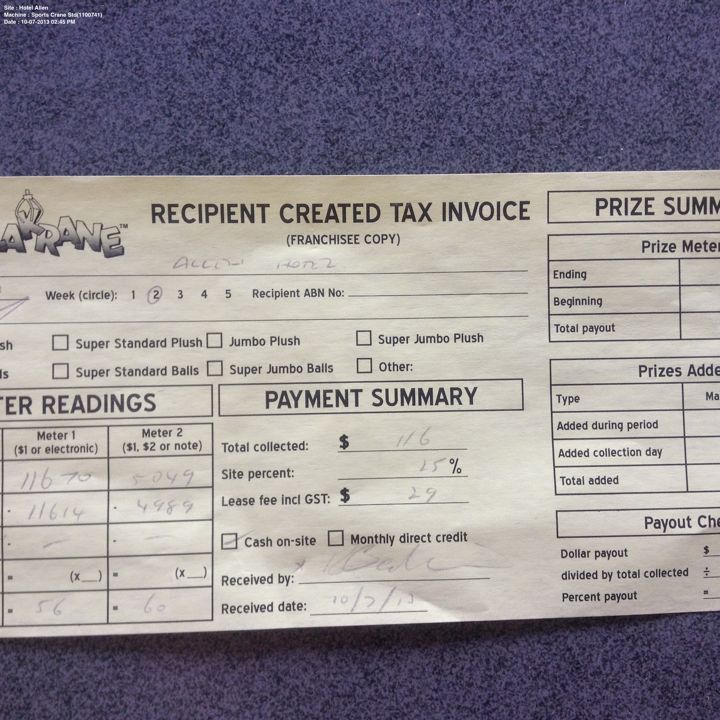 Site : Hotel Allen
Machine : Sports Crane Std(1100741)
Date : 10-07-2013 02:45 PM
RECIPIENT CREATED TAX INVOICE
(FRANCHISEE COPY)
AKRANE™
ALLEN HOTEL
Week (circle): 1 2 3 4 5 Recipient ABN No:
sh Super Standard Plush Jumbo Plush Super Jumbo Plush
ls Super Standard Balls Super Jumbo Balls Other:
TER READINGS
Meter 1 Meter 2
($1 or electronic) ($1, $2 or note)
11670 5049
- 11614 - 4989
- -
= (x__) = (x__)
= 56 = 60
PAYMENT SUMMARY
Total collected: $ 116
Site percent: 25 %
Lease fee incl GST: $ 29
Cash on-site Monthly direct credit
Received by:
Received date: 10/7/13
PRIZE SUMM
Prize Meter
Ending
Beginning
Total payout
Prizes Adde
Type Ma
Added during period
Added collection day
Total added
Payout Che
Dollar payout $
divided by total collected ÷
Percent payout =